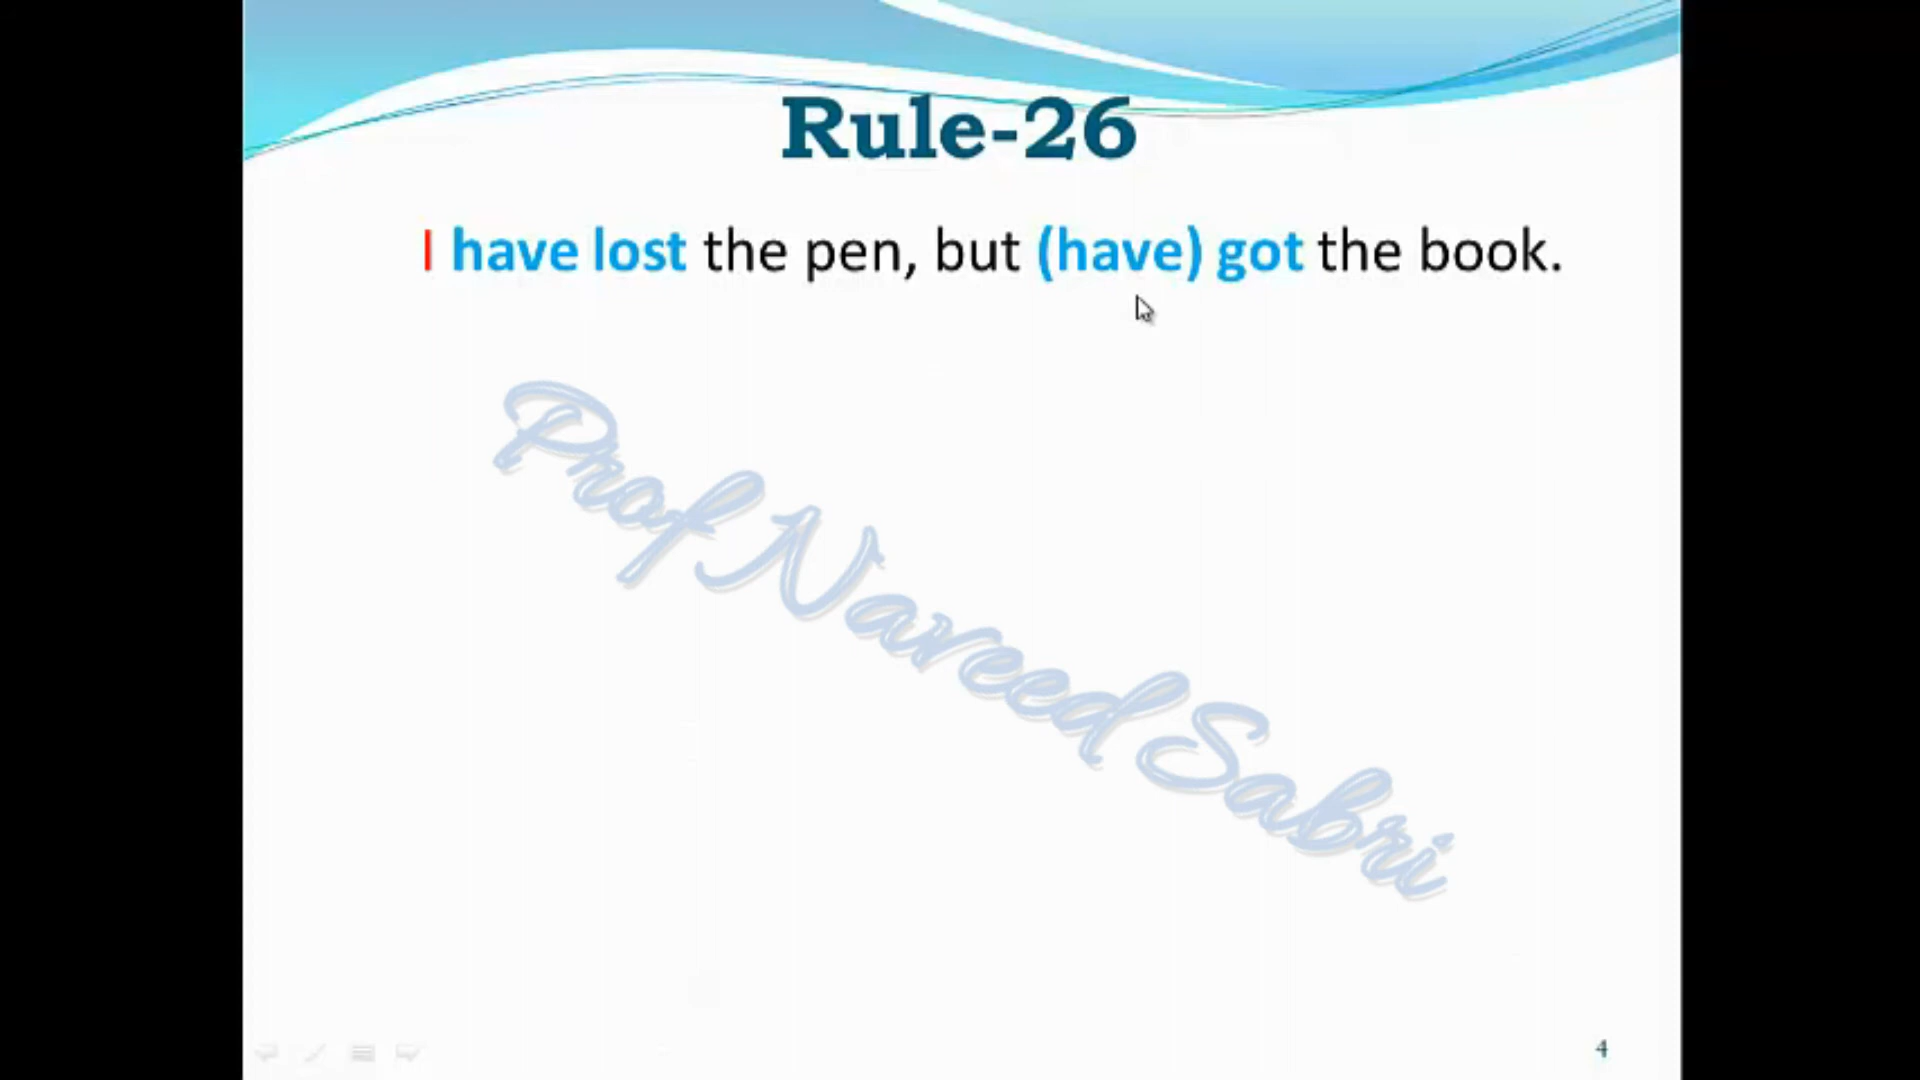 Rule-26
I have lost the pen, but (have) got the book.
Prof Naveed Sabri
4